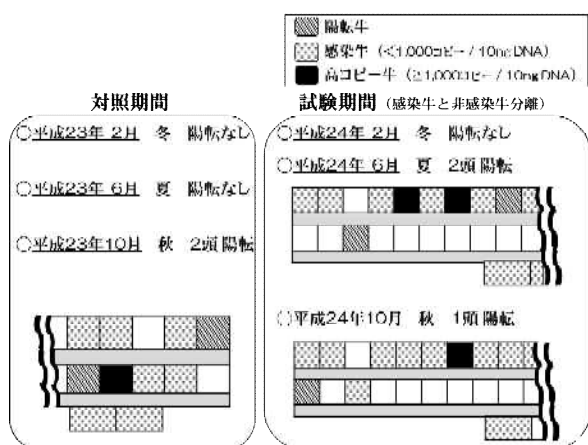 陽転牛
感染牛（<1,000コピー / 10ngDNA）
高コピー牛（≧1,000コピー / 10ngDNA）
対照期間
試験期間（感染牛と非感染牛分離）
○平成23年 2月 冬 陽転なし
○平成23年 6月 夏 陽転なし
○平成23年10月 秋 2頭陽転
○平成24年 2月 冬 陽転なし
○平成24年 6月 夏 2頭陽転
○平成24年10月 秋 1頭陽転